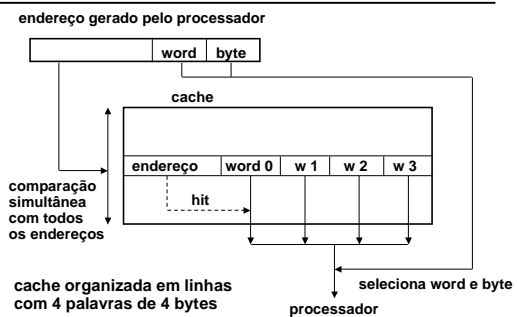 endereço gerado pelo processador
word byte
cache
endereço word 0 w 1 w 2 w 3
hit
comparação
simultânea
com todos
os endereços
seleciona word e byte
cache organizada em linhas
com 4 palavras de 4 bytes
processador